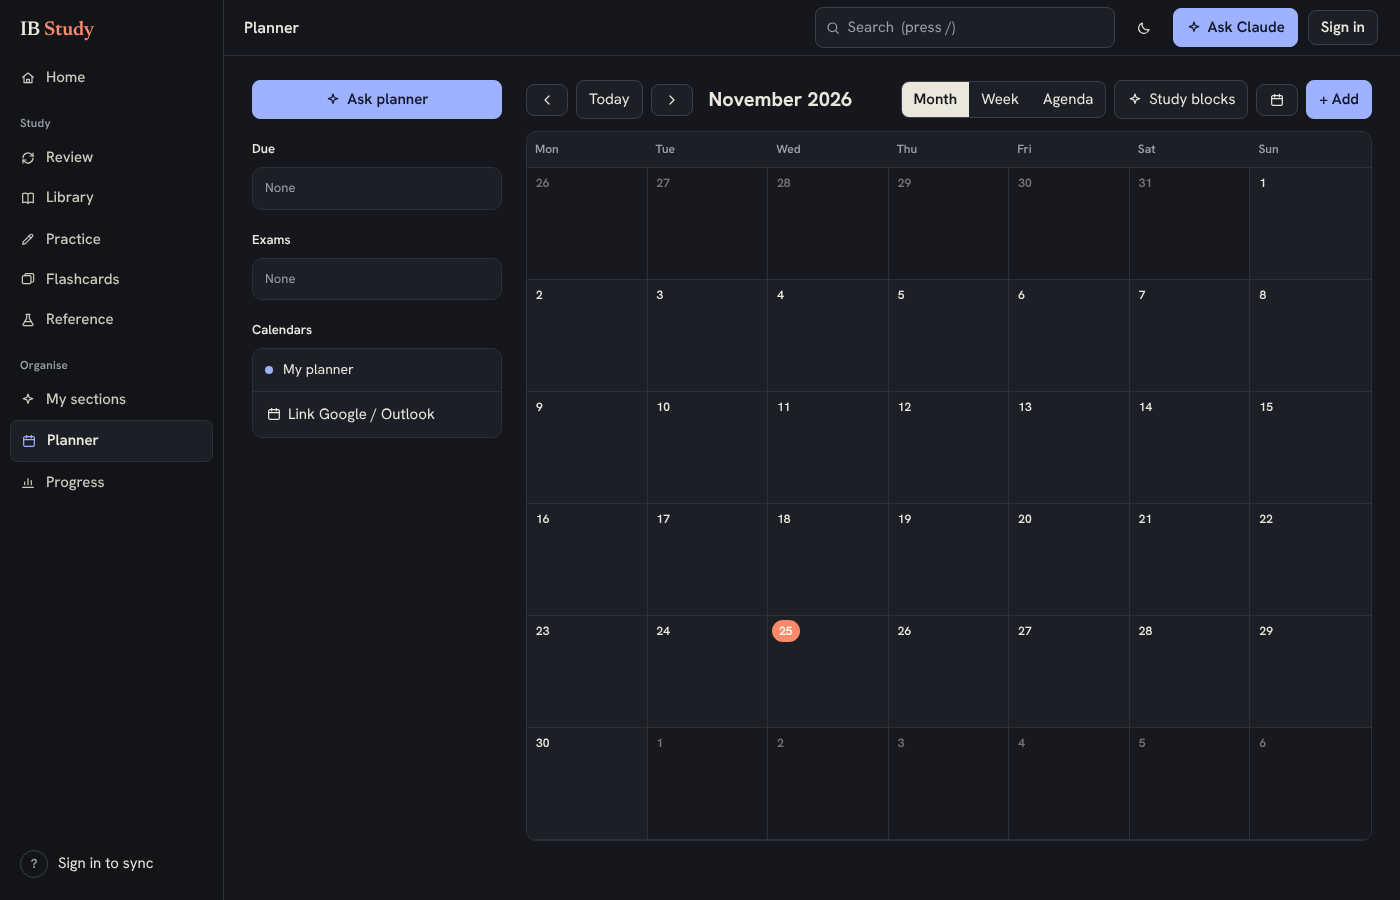 IB Study
Home
Study
Review
Library
Practice
Flashcards
Reference
Organise
My sections
Planner
Progress
? Sign in to sync
Planner
Search (press /)
Ask Claude
Sign in
Ask planner
Due
None
Exams
None
Calendars
My planner
Link Google / Outlook
Today
November 2026
Month Week Agenda
Study blocks
+ Add
Mon Tue Wed Thu Fri Sat Sun
26 27 28 29 30 31 1
2 3 4 5 6 7 8
9 10 11 12 13 14 15
16 17 18 19 20 21 22
23 24 25 26 27 28 29
30 1 2 3 4 5 6